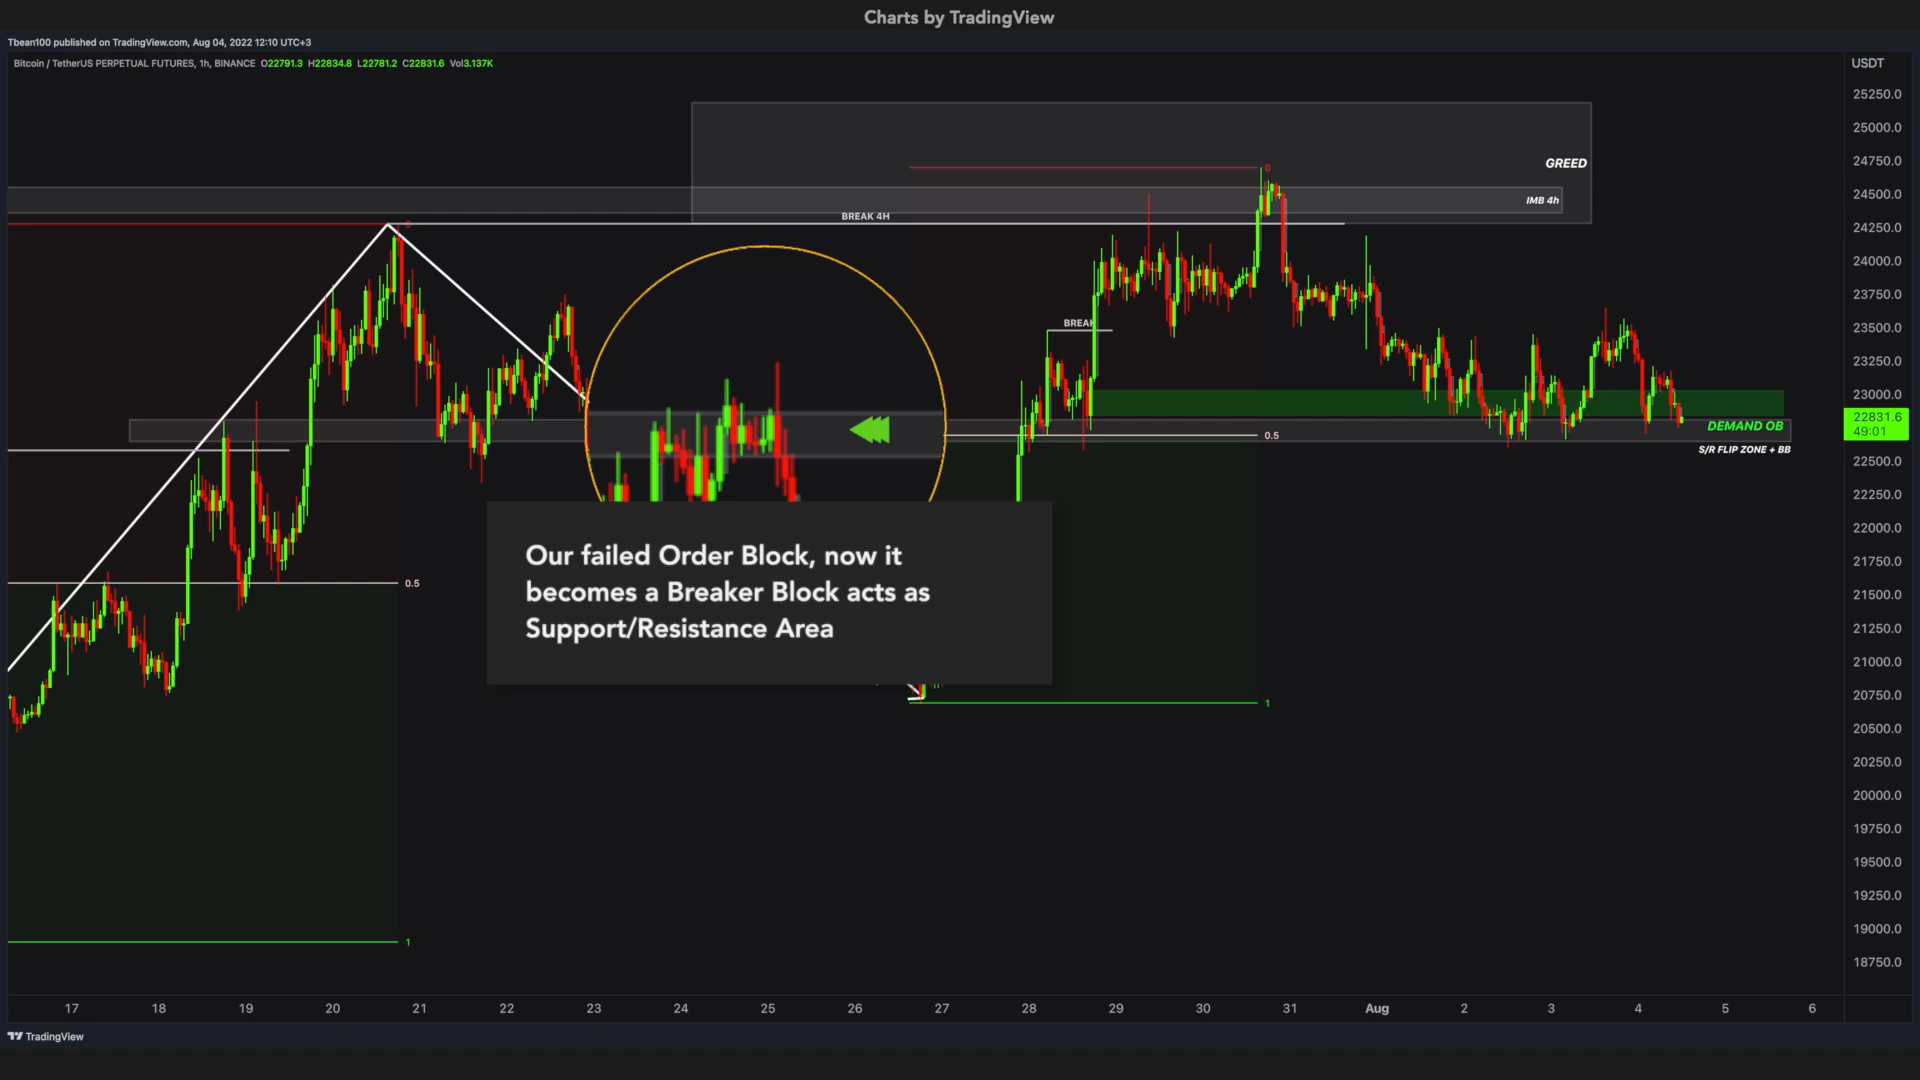 Charts by TradingView
Tbean100 published on TradingView.com, Aug 04, 2022 12:10 UTC+3
Bitcoin / TetherUS PERPETUAL FUTURES, 1h, BINANCE O22791.3 H22834.8 L22781.2 C22831.6 Vol3.137K
USDT
25250.0
25000.0
24750.0
24500.0
24250.0
24000.0
23750.0
23500.0
23250.0
23000.0
22831.6
49:01
22500.0
22250.0
22000.0
21750.0
21500.0
21250.0
21000.0
20750.0
20500.0
20250.0
20000.0
19750.0
19500.0
19250.0
19000.0
18750.0
GREED
0
IMB 4h
BREAK 4H
0
BREAK
DEMAND OB
0.5
S/R FLIP ZONE + BB
0.5
Our failed Order Block, now it
becomes a Breaker Block acts as
Support/Resistance Area
1
1
17 18 19 20 21 22 23 24 25 26 27 28 29 30 31 Aug 2 3 4 5 6
TradingView